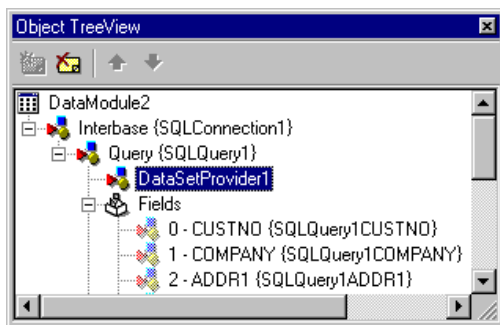 Object TreeView
DataModule2
Interbase {SQLConnection1}
Query {SQLQuery1}
DataSetProvider1
Fields
0 - CUSTNO {SQLQuery1CUSTNO}
1 - COMPANY {SQLQuery1COMPANY}
2 - ADDR1 {SQLQuery1ADDR1}